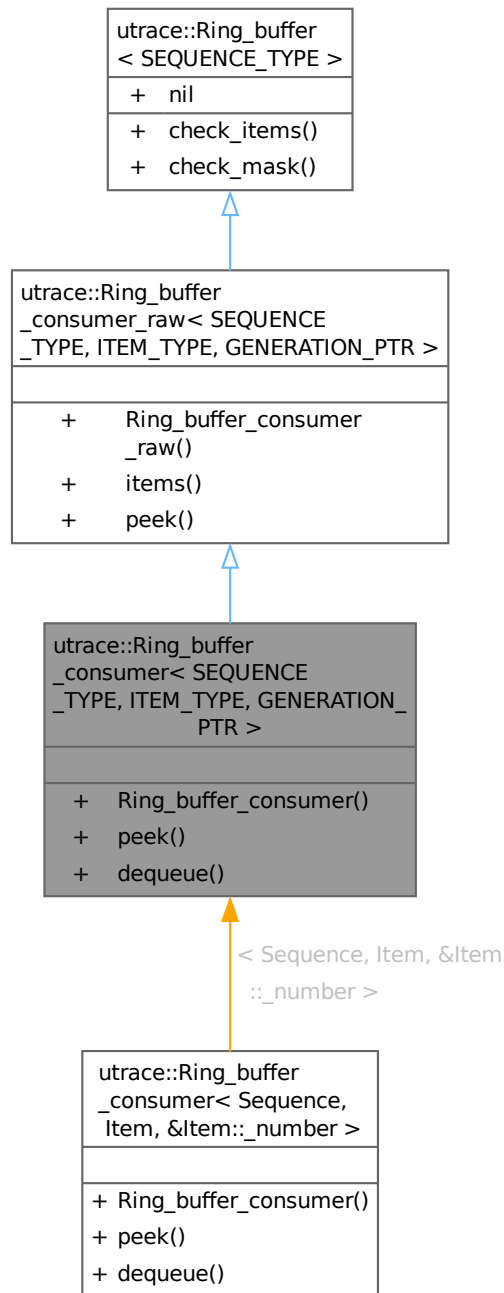 utrace::Ring_buffer
< SEQUENCE_TYPE >
+ nil
+ check_items()
+ check_mask()
utrace::Ring_buffer
_consumer_raw< SEQUENCE
_TYPE, ITEM_TYPE, GENERATION_PTR >
+ Ring_buffer_consumer
_raw()
+ items()
+ peek()
utrace::Ring_buffer
_consumer< SEQUENCE
_TYPE, ITEM_TYPE, GENERATION_
PTR >
+ Ring_buffer_consumer()
+ peek()
+ dequeue()
< Sequence, Item, &Item
::_number >
utrace::Ring_buffer
_consumer< Sequence,
Item, &Item::_number >
+ Ring_buffer_consumer()
+ peek()
+ dequeue()